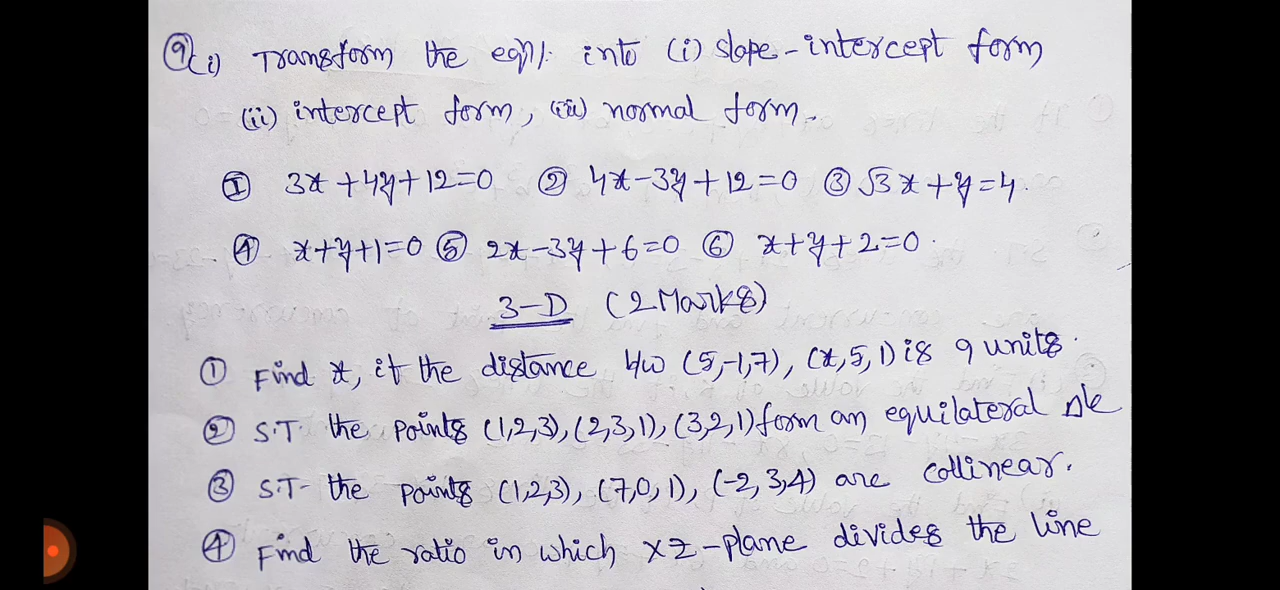 9(i) Transform the eqn/. into (i) slope-intercept form
(ii) intercept form, (iii) normal form.
① 3x+4y+12=0 ② 4x-3y+12=0 ③ √3x+y=4.
④ x+y+1=0 ⑤ 2x-3y+6=0 ⑥ x+y+2=0.
3-D (2 Marks)
① Find x, if the distance b/w (5,-1,7), (x,5,1) is 9 units.
② S.T. the points (1,2,3), (2,3,1), (3,2,1) form an equilateral Δle
③ S.T- the points (1,2,3), (7,0,1), (-2,3,4) are collinear.
④ Find the ratio in which XZ-plane divides the line